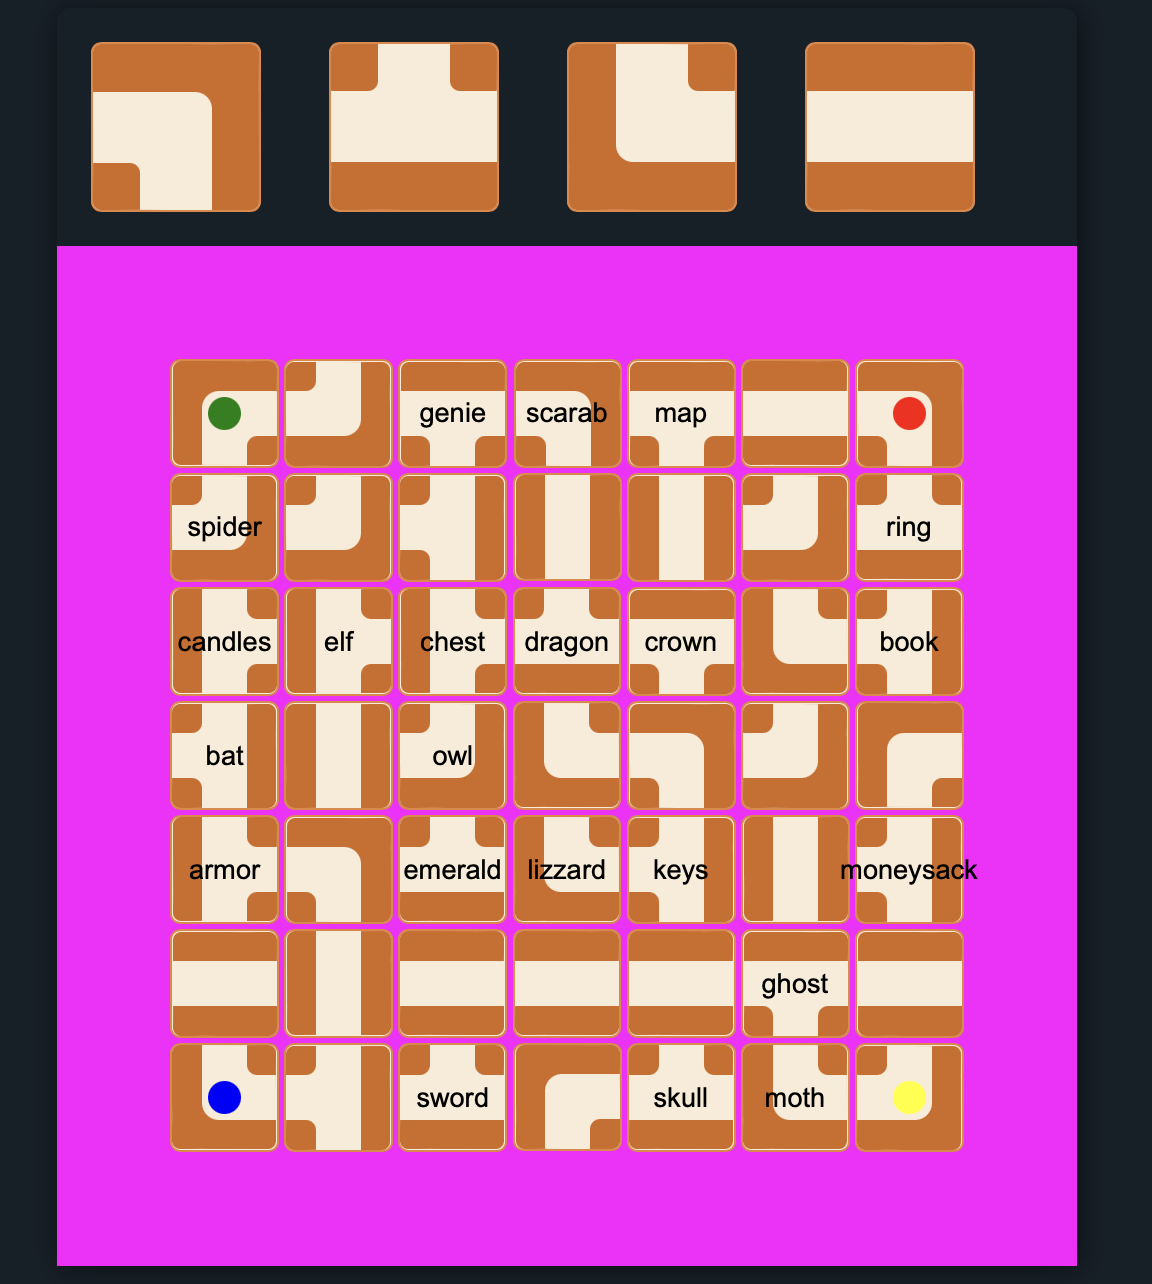 genie scarab map
spider ring
candles elf chest dragon crown book
bat owl
armor emerald lizzard keys moneysack
ghost
sword skull moth